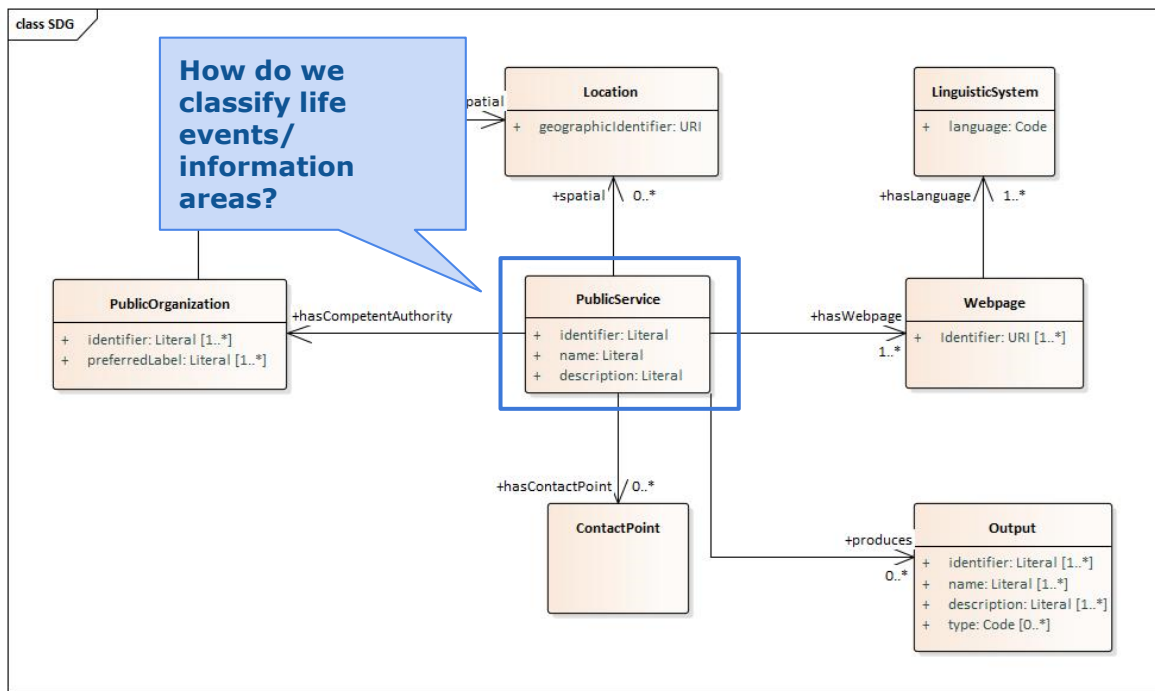 class SDG
How do we
classify life
events/
information
areas?
patial
Location
+ geographicIdentifier: URI
LinguisticSystem
+ language: Code
+spatial 0..*
+hasLanguage 1..*
PublicOrganization
+ identifier: Literal [1..*]
+ preferredLabel: Literal [1..*]
+hasCompetentAuthority
PublicService
+ identifier: Literal
+ name: Literal
+ description: Literal
+hasWebpage
1..*
Webpage
+ Identifier: URI [1..*]
+hasContactPoint 0..*
ContactPoint
+produces
0..*
Output
+ identifier: Literal [1..*]
+ name: Literal [1..*]
+ description: Literal [1..*]
+ type: Code [0..*]